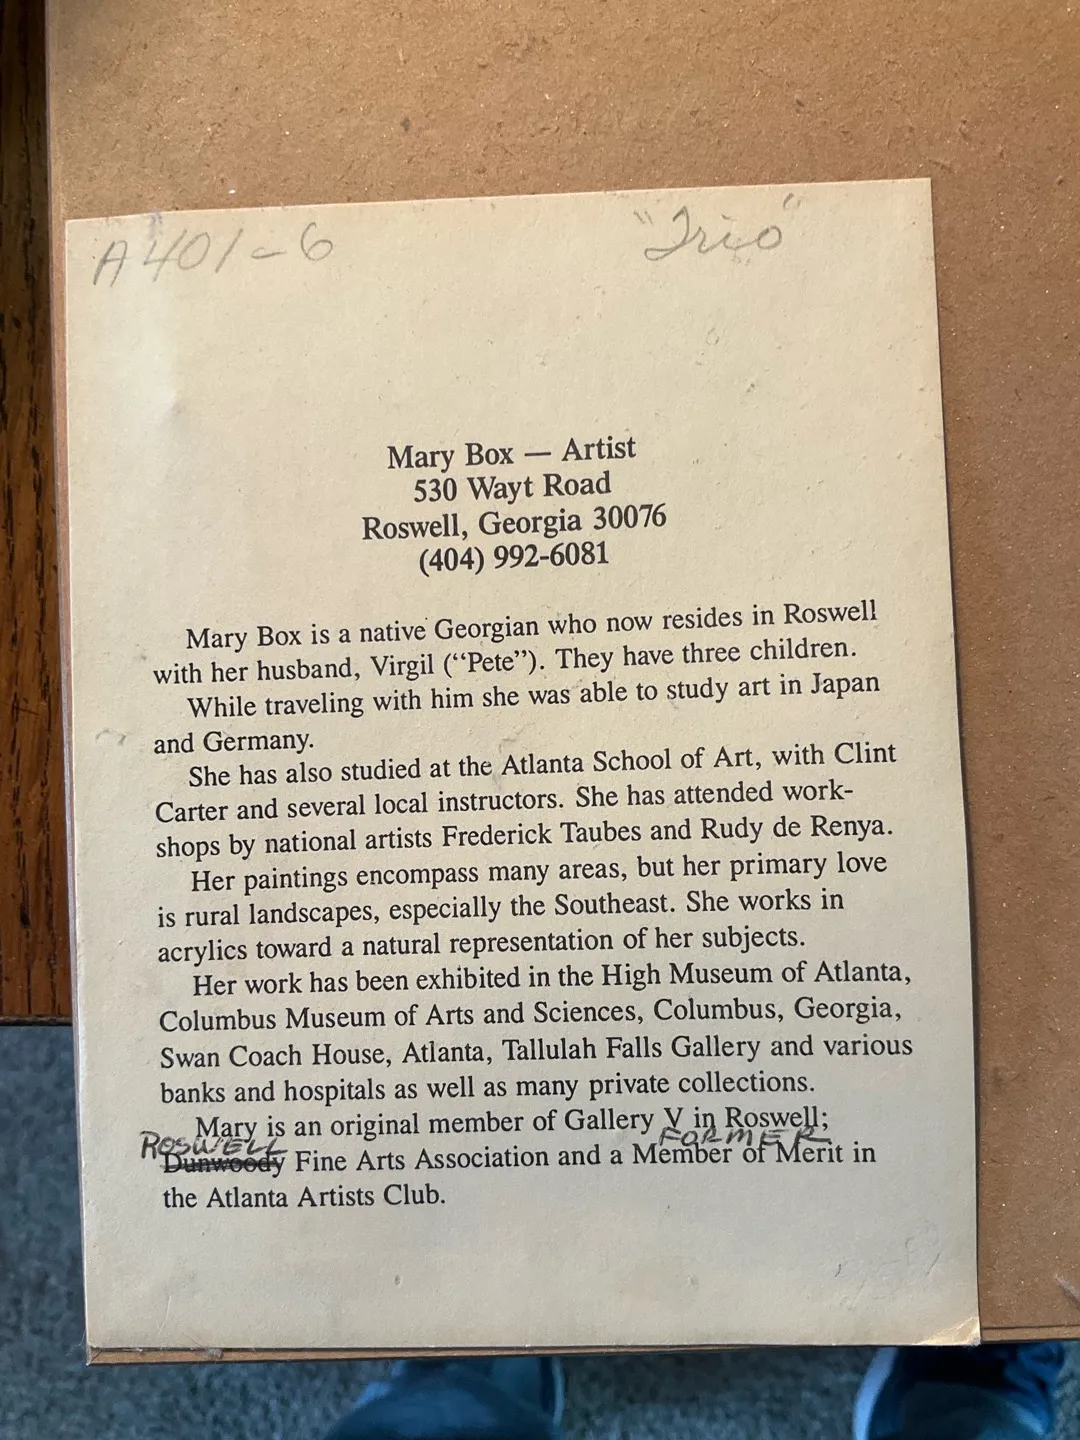 A401-6 "Trio"
Mary Box — Artist
530 Wayt Road
Roswell, Georgia 30076
(404) 992-6081
Mary Box is a native Georgian who now resides in Roswell
with her husband, Virgil (“Pete”). They have three children.
While traveling with him she was able to study art in Japan
and Germany.
She has also studied at the Atlanta School of Art, with Clint
Carter and several local instructors. She has attended work-
shops by national artists Frederick Taubes and Rudy de Renya.
Her paintings encompass many areas, but her primary love
is rural landscapes, especially the Southeast. She works in
acrylics toward a natural representation of her subjects.
Her work has been exhibited in the High Museum of Atlanta,
Columbus Museum of Arts and Sciences, Columbus, Georgia,
Swan Coach House, Atlanta, Tallulah Falls Gallery and various
banks and hospitals as well as many private collections.
Mary is an original member of Gallery V in Roswell;
ROSWELL FORMER
Dunwoody Fine Arts Association and a Member of Merit in
the Atlanta Artists Club.